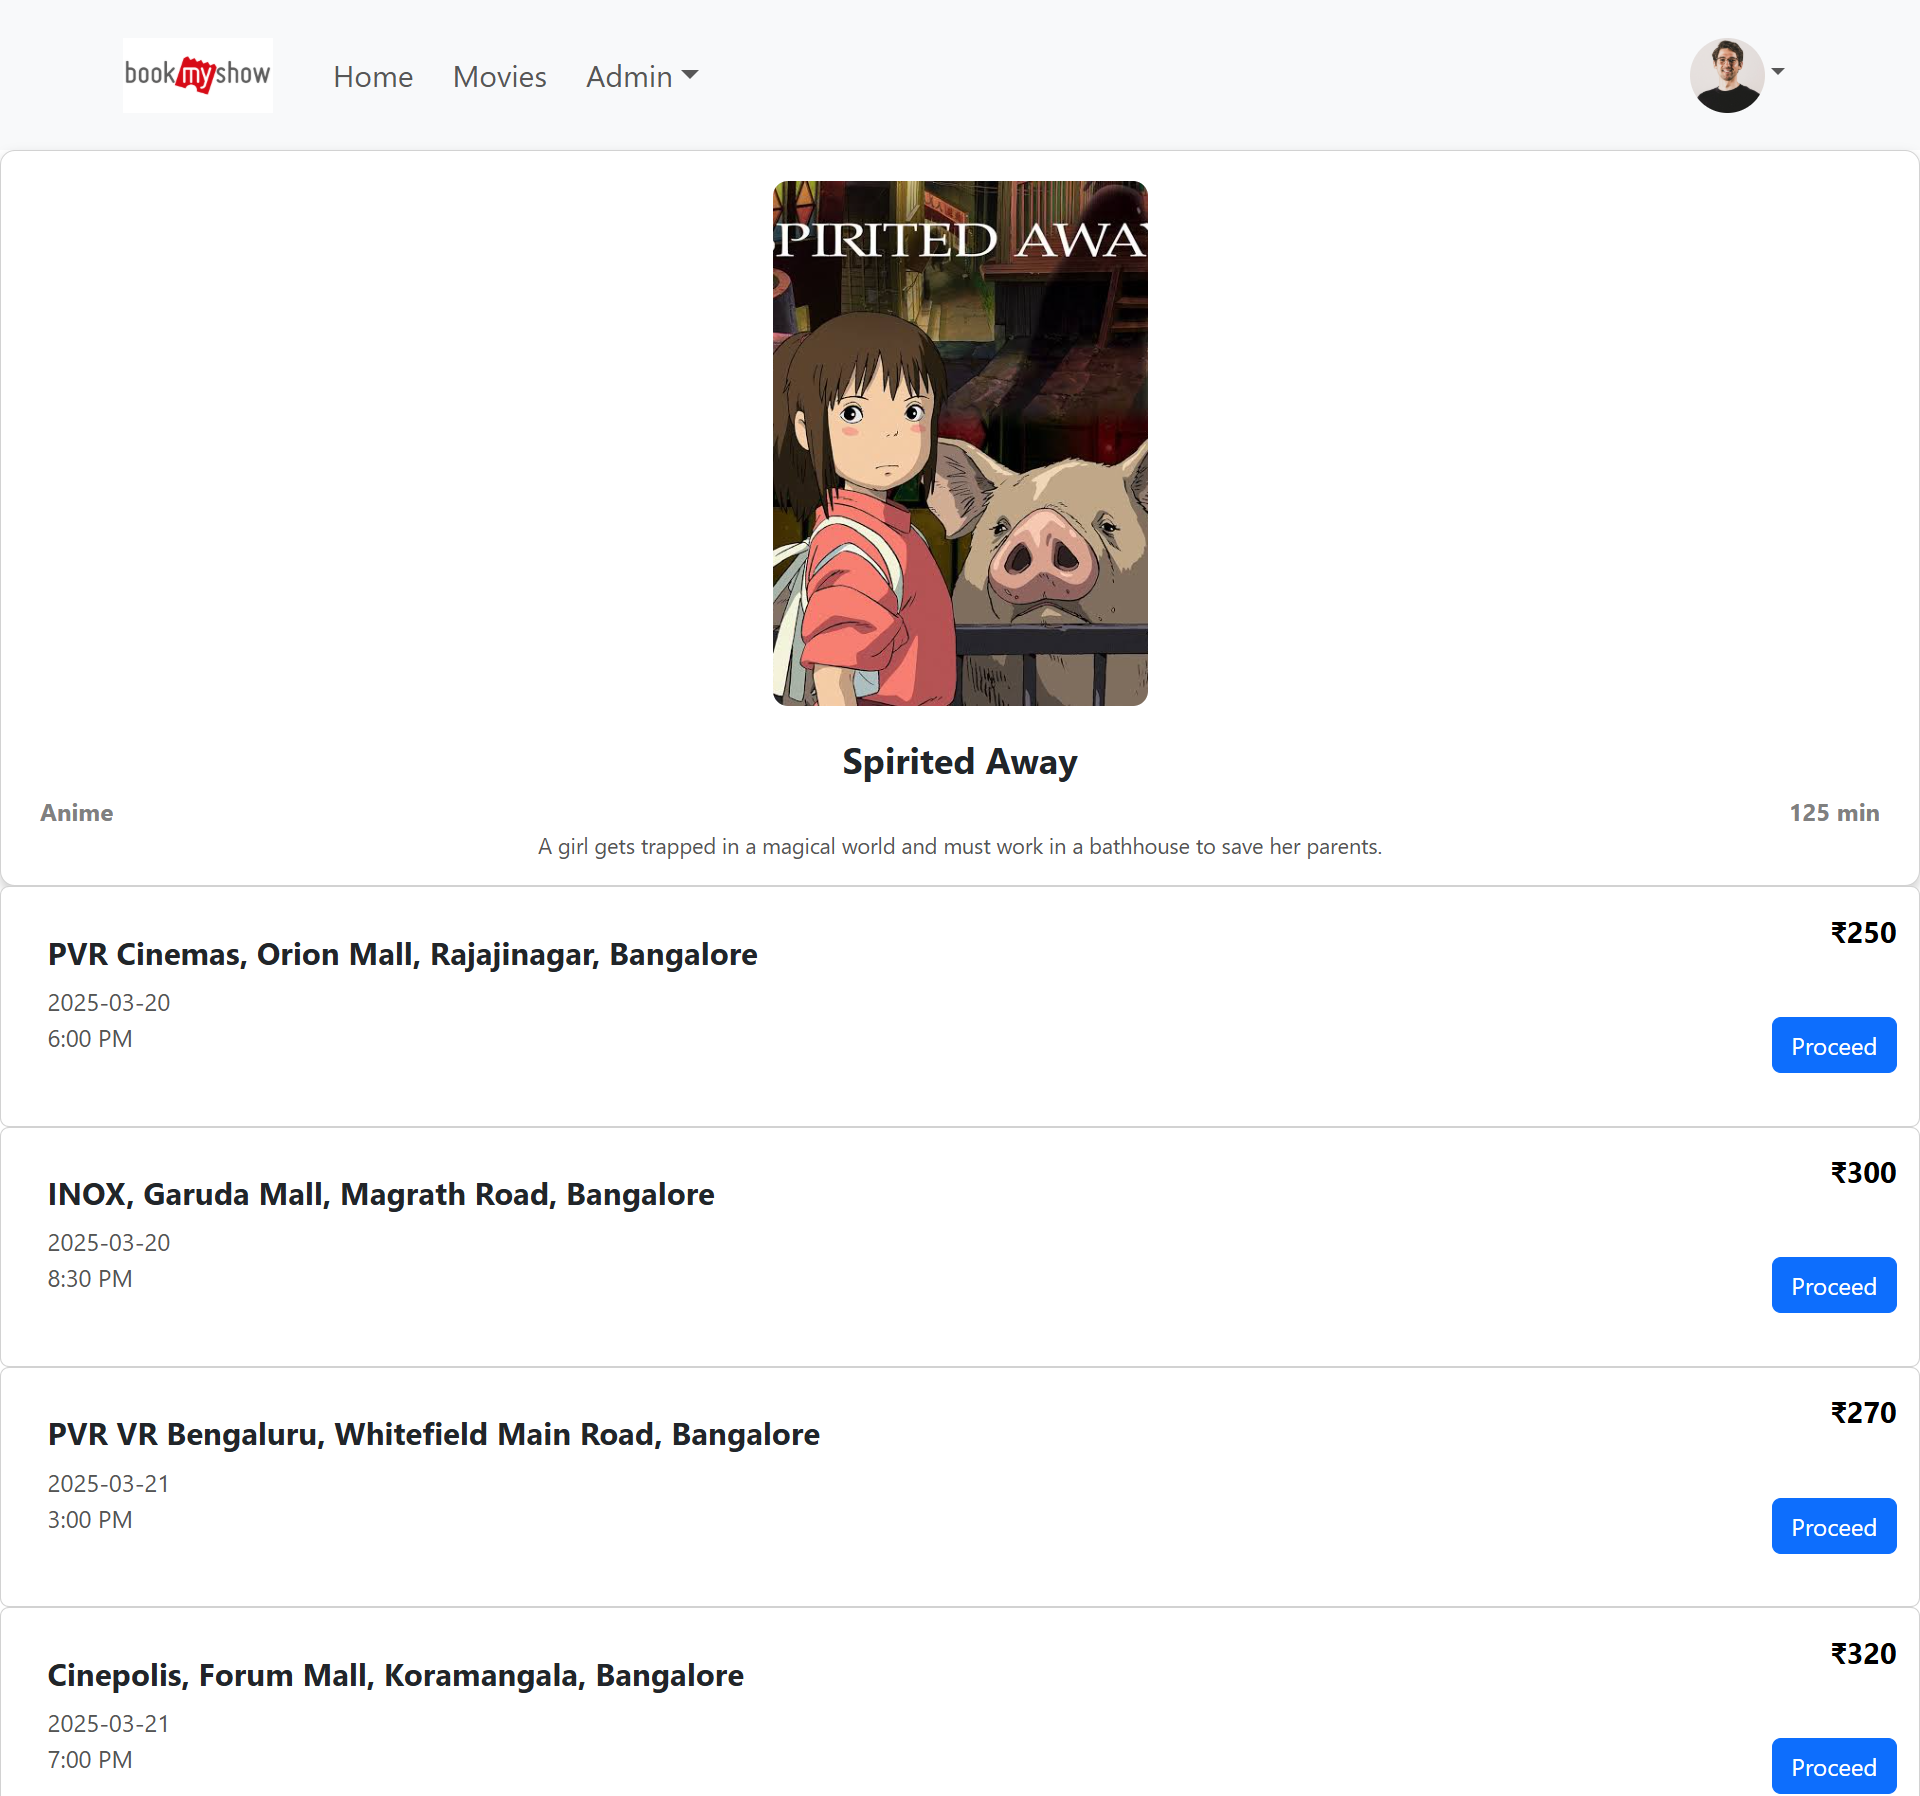 bookmyshow
Home
Movies
Admin
PIRITED AWA
Spirited Away
Anime
125 min
A girl gets trapped in a magical world and must work in a bathhouse to save her parents.
PVR Cinemas, Orion Mall, Rajajinagar, Bangalore
₹250
2025-03-20
6:00 PM
Proceed
INOX, Garuda Mall, Magrath Road, Bangalore
₹300
2025-03-20
8:30 PM
Proceed
PVR VR Bengaluru, Whitefield Main Road, Bangalore
₹270
2025-03-21
3:00 PM
Proceed
Cinepolis, Forum Mall, Koramangala, Bangalore
₹320
2025-03-21
7:00 PM
Proceed